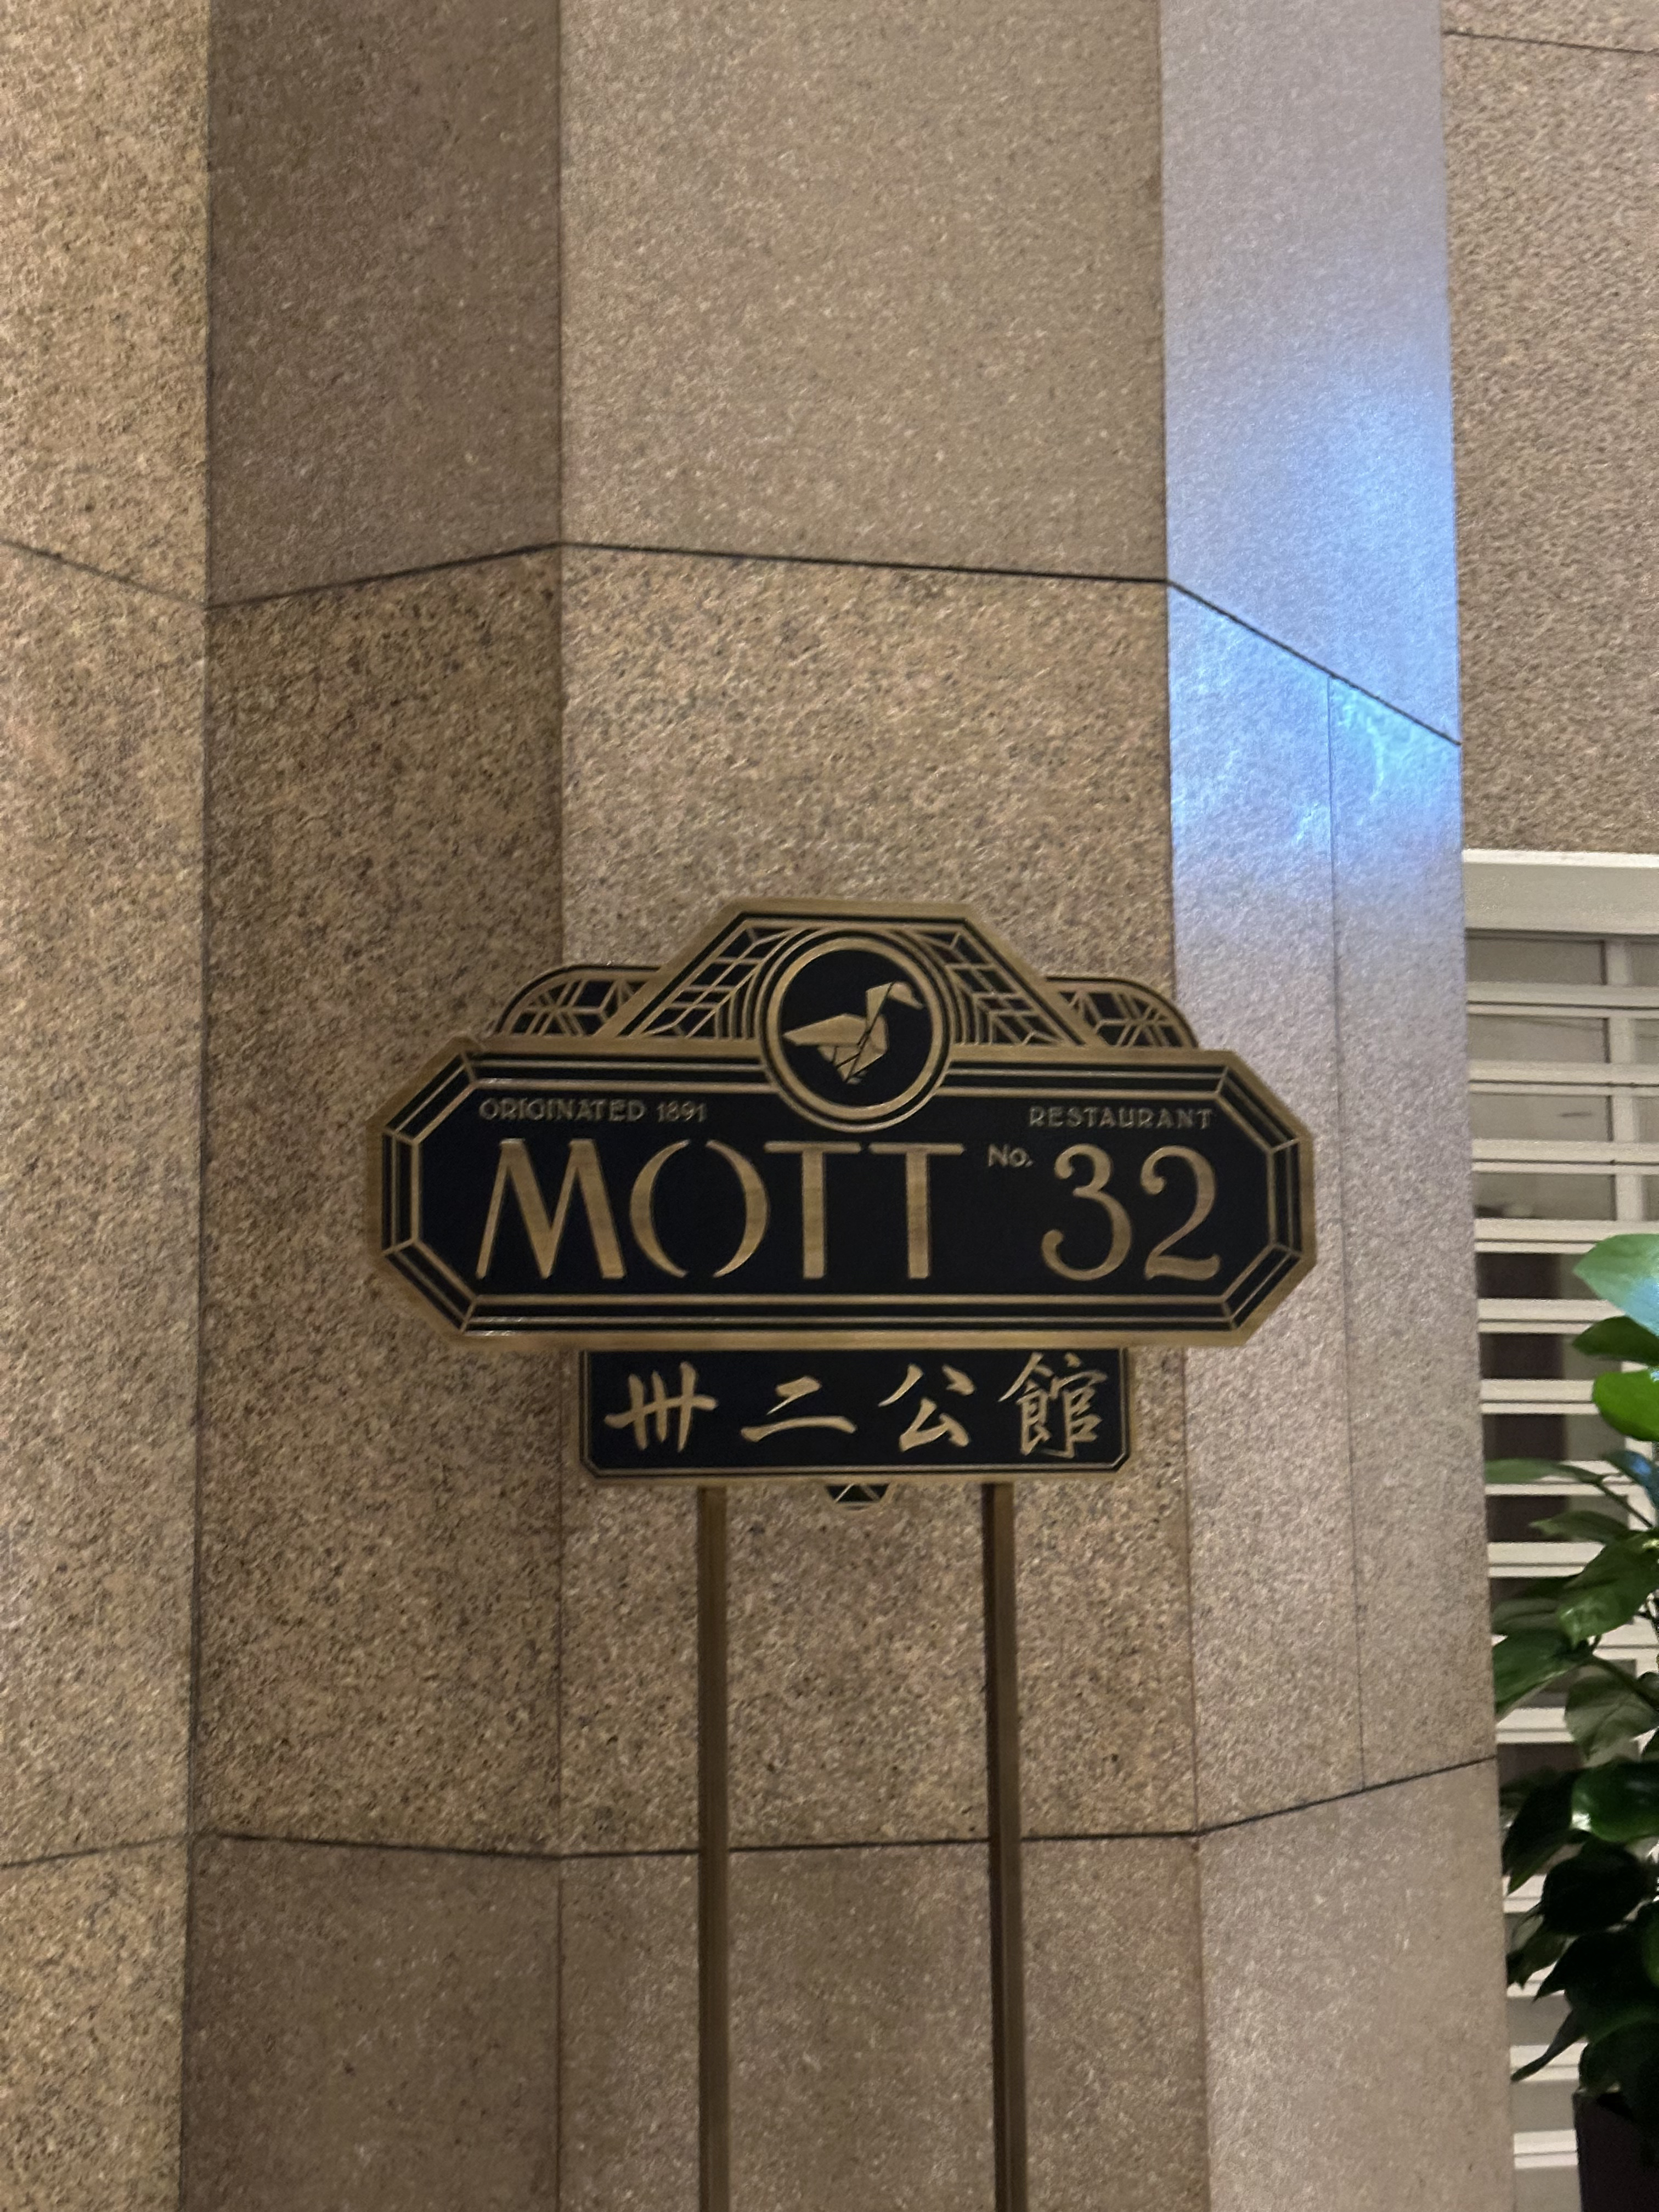 ORIGINATED 1891 RESTAURANT
MOTT No. 32
卅二公館